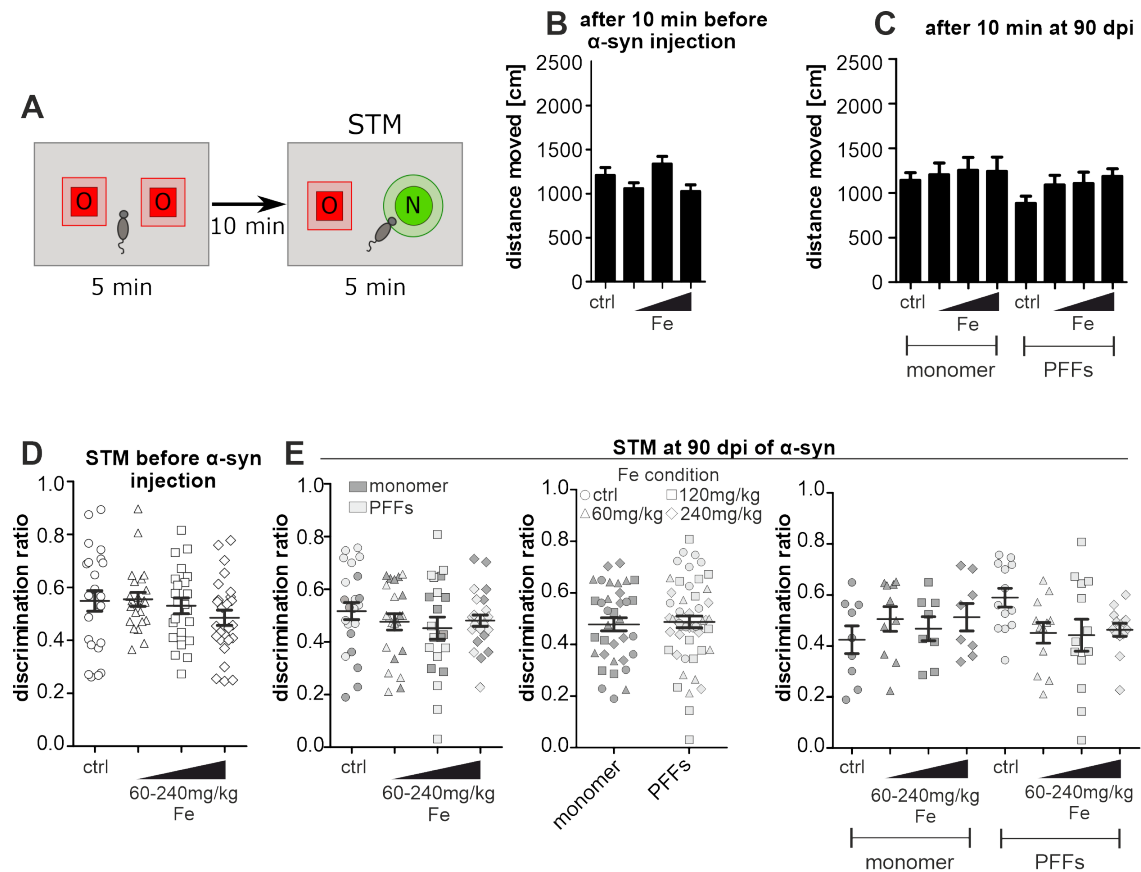 A
STM
O
O
O
N
10 min
5 min
5 min
B
after 10 min before
α-syn injection
distance moved [cm]
2500
2000
1500
1000
500
0
ctrl
Fe
C
after 10 min at 90 dpi
distance moved [cm]
2500
2000
1500
1000
500
0
ctrl
Fe
ctrl
Fe
monomer
PFFs
D
STM before α-syn
injection
discrimination ratio
1.0
0.8
0.6
0.4
0.2
0.0
ctrl
60-240mg/kg
Fe
E
STM at 90 dpi of α-syn
discrimination ratio
1.0
0.8
0.6
0.4
0.2
0.0
monomer
PFFs
ctrl
60-240mg/kg
Fe
Fe condition
ctrl
120mg/kg
60mg/kg
240mg/kg
discrimination ratio
1.0
0.8
0.6
0.4
0.2
0.0
monomer
PFFs
discrimination ratio
1.0
0.8
0.6
0.4
0.2
0.0
ctrl
60-240mg/kg
Fe
ctrl
60-240mg/kg
Fe
monomer
PFFs